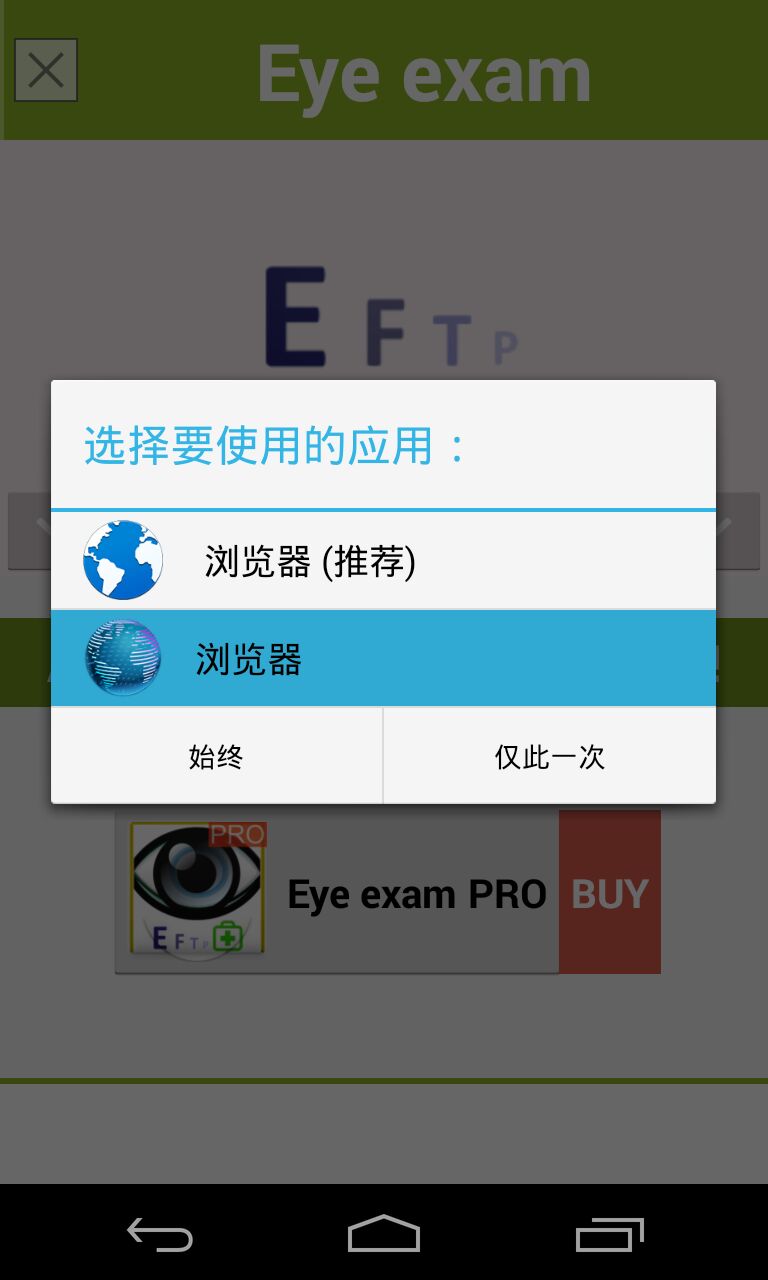 Eye exam
E F T P
选择要使用的应用：
浏览器 (推荐)
浏览器
!
始终
仅此一次
PRO
E F T P
Eye exam PRO
BUY